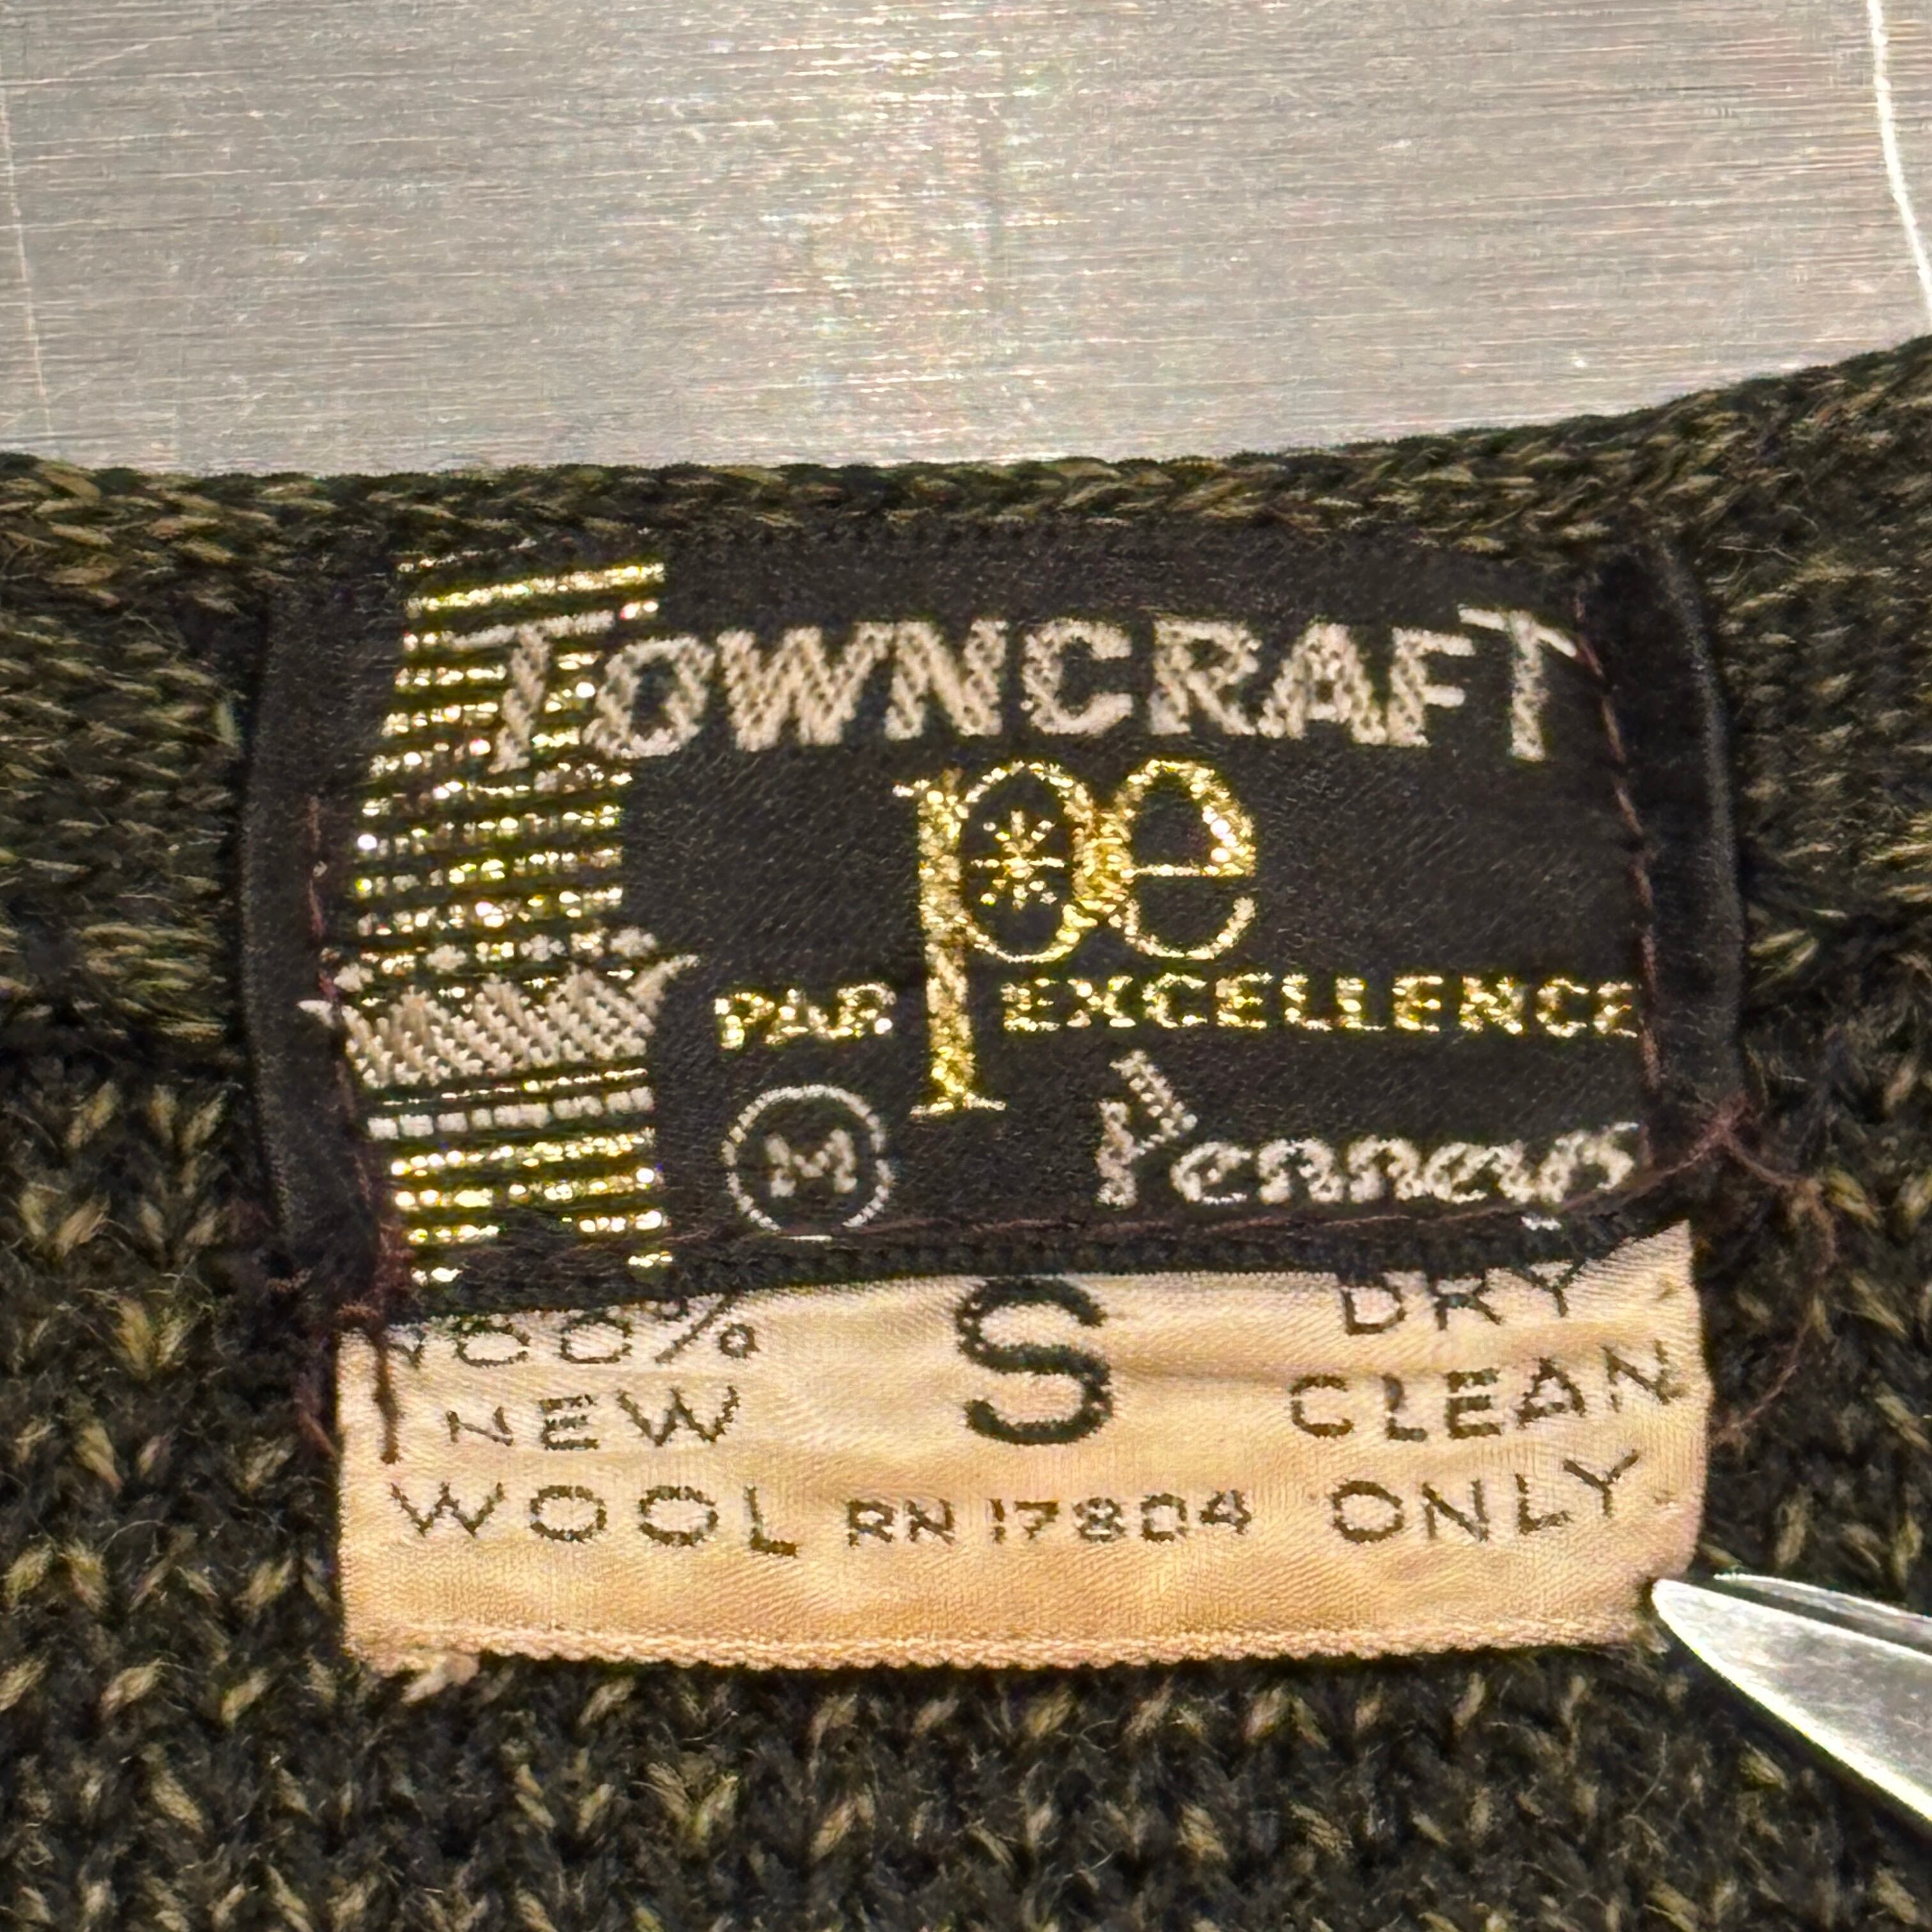 TOWNCRAFT
pe
PAR EXCELLENCE
M Penneys
100% S DRY
NEW CLEAN
WOOL RN 17804 ONLY